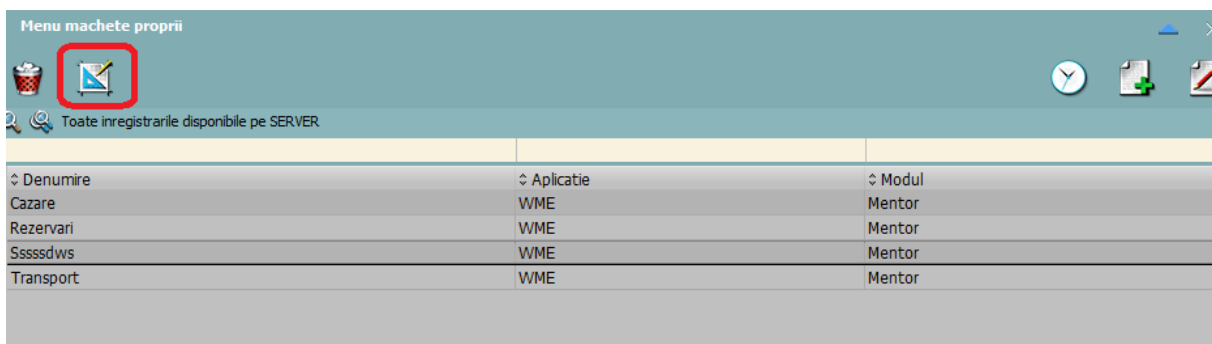 Menu machete proprii
Toate inregistrarile disponibile pe SERVER
Denumire Aplicatie Modul
Cazare WME Mentor
Rezervari WME Mentor
Sssssdws WME Mentor
Transport WME Mentor